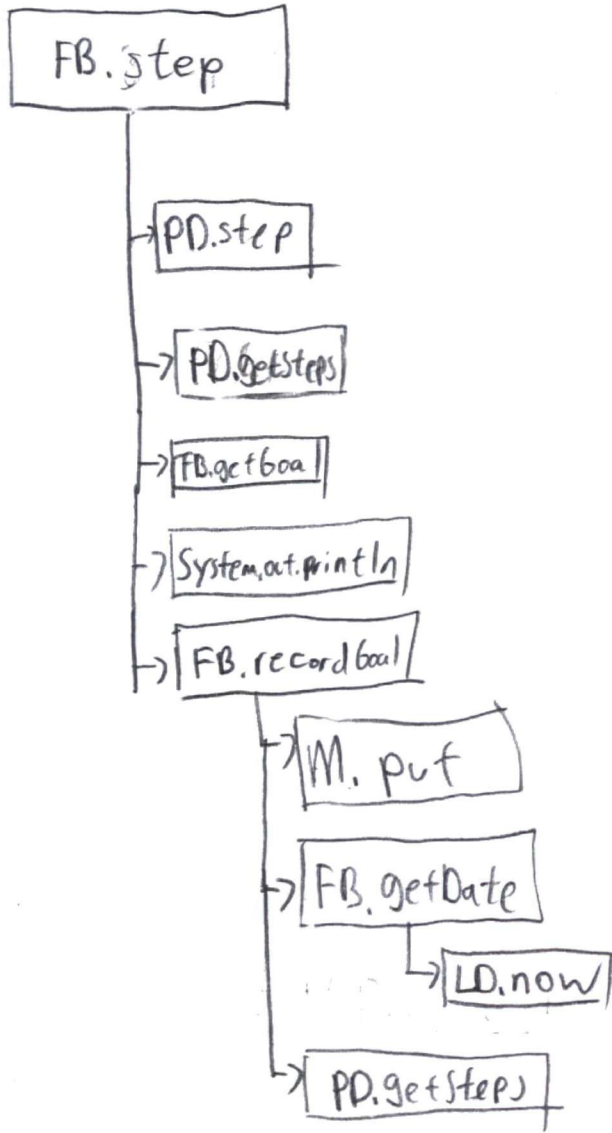 FB.step
PD.step
PD.getSteps
FB.getGoal
System.out.println
FB.recordGoal
M. put
FB.getDate
LD.now
PD.getSteps